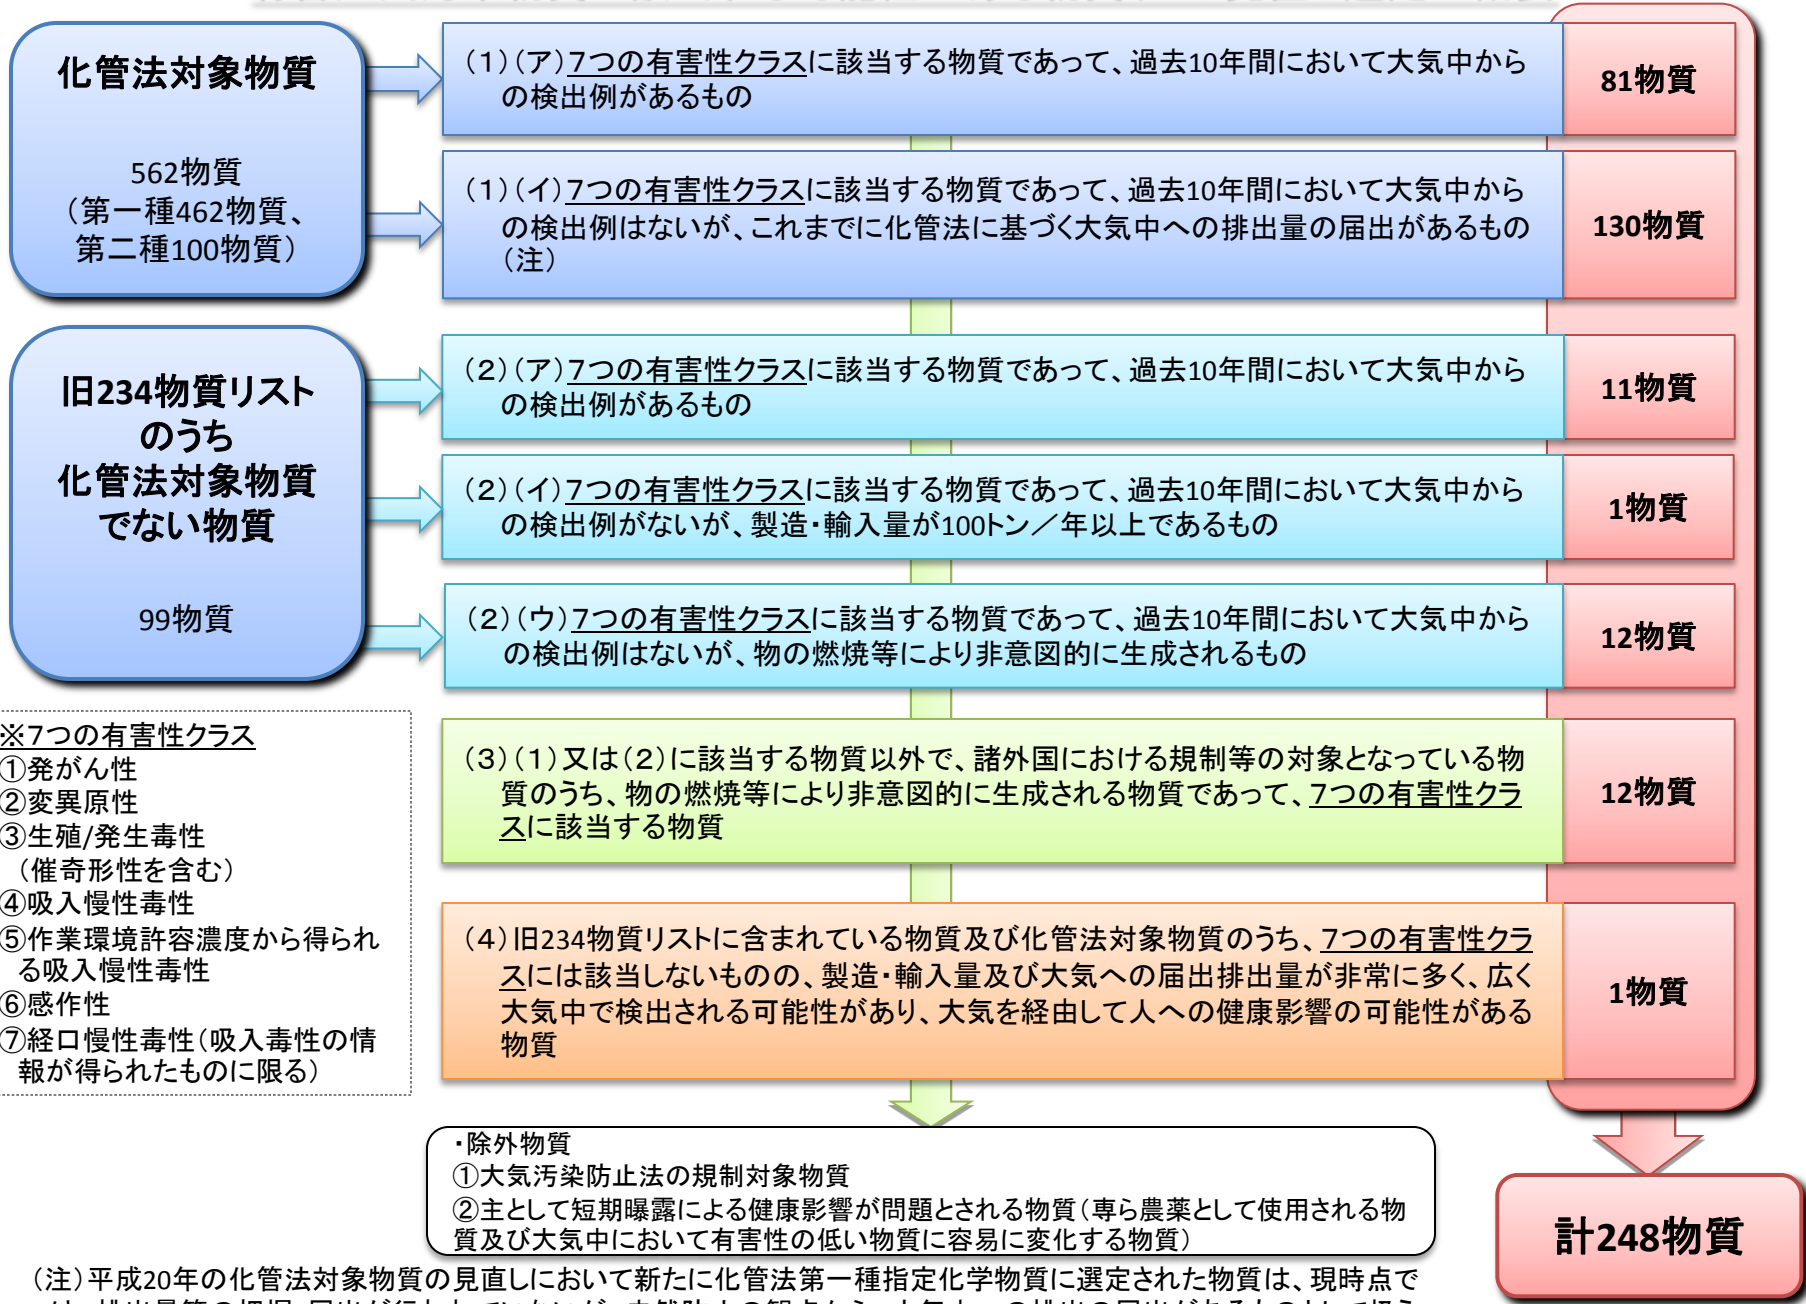 化管法対象物質
562物質
（第一種462物質、
第二種100物質）
（1）（ア）７つの有害性クラスに該当する物質であって、過去10年間において大気中から
の検出例があるもの
81物質
（1）（イ）７つの有害性クラスに該当する物質であって、過去10年間において大気中から
の検出例はないが、これまでに化管法に基づく大気中への排出量の届出があるもの
（注）
130物質
旧234物質リスト
のうち
化管法対象物質
でない物質
99物質
（2）（ア）７つの有害性クラスに該当する物質であって、過去10年間において大気中から
の検出例があるもの
11物質
（2）（イ）７つの有害性クラスに該当する物質であって、過去10年間において大気中から
の検出例がないが、製造・輸入量が100トン／年以上であるもの
1物質
（2）（ウ）７つの有害性クラスに該当する物質であって、過去10年間において大気中から
の検出例はないが、物の燃焼等により非意図的に生成されるもの
12物質
※７つの有害性クラス
①発がん性
②変異原性
③生殖/発生毒性
（催奇形性を含む）
④吸入慢性毒性
⑤作業環境許容濃度から得られ
る吸入慢性毒性
⑥感作性
⑦経口慢性毒性（吸入毒性の情
報が得られたものに限る）
（3）（1）又は（2）に該当する物質以外で、諸外国における規制等の対象となっている物
質のうち、物の燃焼等により非意図的に生成される物質であって、７つの有害性クラ
スに該当する物質
12物質
（4）旧234物質リストに含まれている物質及び化管法対象物質のうち、７つの有害性クラ
スには該当しないものの、製造・輸入量及び大気への届出排出量が非常に多く、広く
大気中で検出される可能性があり、大気を経由して人への健康影響の可能性がある
物質
1物質
・除外物質
①大気汚染防止法の規制対象物質
②主として短期曝露による健康影響が問題とされる物質（専ら農薬として使用される物
質及び大気中において有害性の低い物質に容易に変化する物質）
計248物質
（注）平成20年の化管法対象物質の見直しにおいて新たに化管法第一種指定化学物質に選定された物質は、現時点で